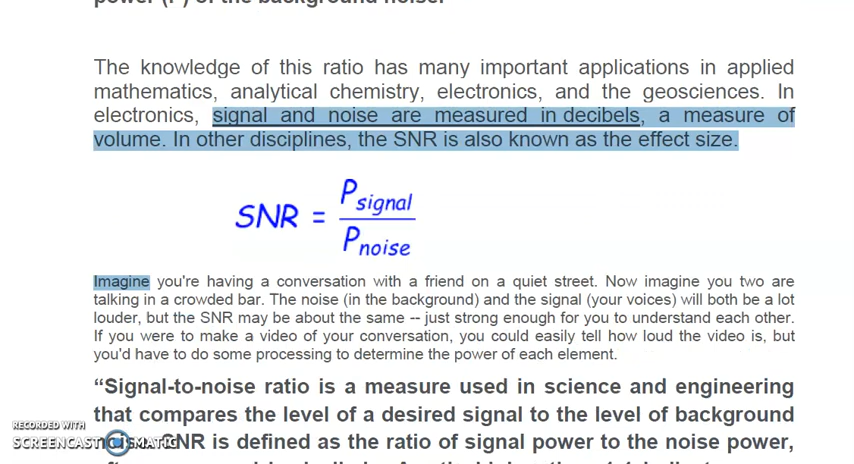 power (P) of the background noise.
The knowledge of this ratio has many important applications in applied
mathematics, analytical chemistry, electronics, and the geosciences. In
electronics, signal and noise are measured in decibels, a measure of
volume. In other disciplines, the SNR is also known as the effect size.
SNR = Psignal / Pnoise
Imagine you're having a conversation with a friend on a quiet street. Now imagine you two are
talking in a crowded bar. The noise (in the background) and the signal (your voices) will both be a lot
louder, but the SNR may be about the same -- just strong enough for you to understand each other.
If you were to make a video of your conversation, you could easily tell how loud the video is, but
you'd have to do some processing to determine the power of each element.
“Signal-to-noise ratio is a measure used in science and engineering
that compares the level of a desired signal to the level of background
RECORDED WITH
SCREENCAST MATIC
SNR is defined as the ratio of signal power to the noise power,